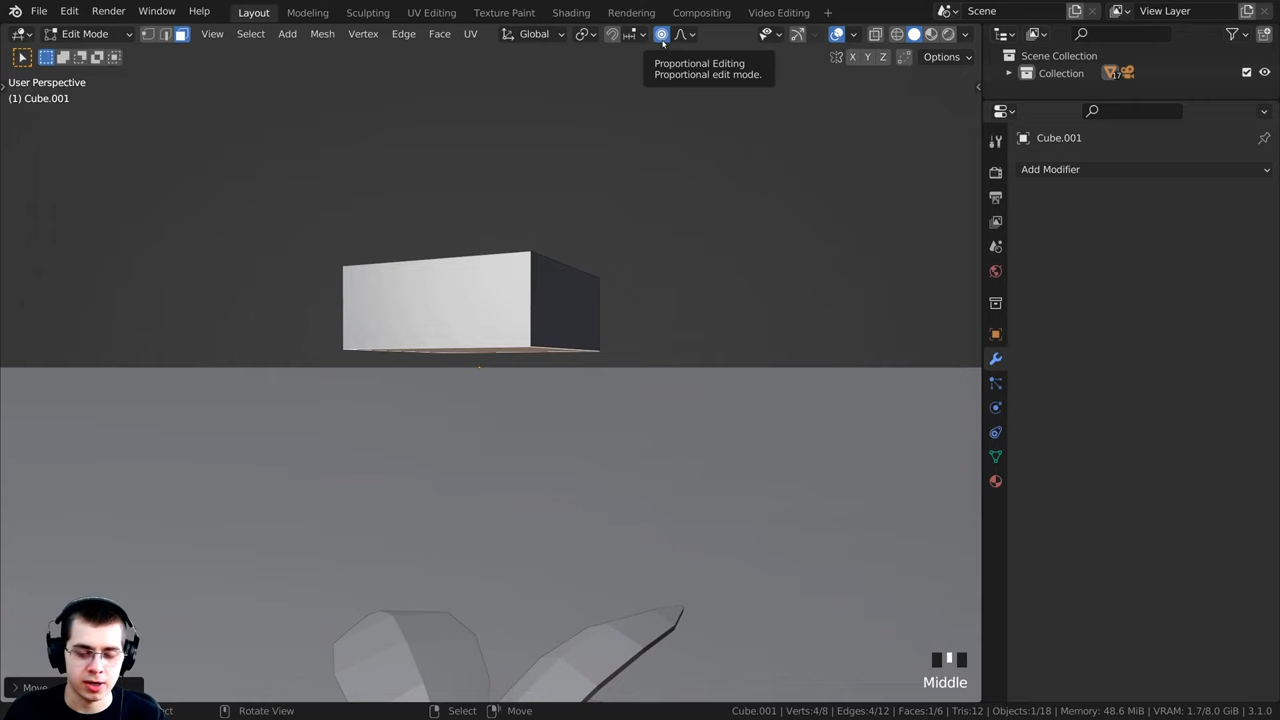 File Edit Render Window Help Layout Modeling Sculpting UV Editing Texture Paint Shading Rendering Compositing Video Editing + Scene View Layer
Edit Mode View Select Add Mesh Vertex Edge Face UV Global
X Y Z Options
Proportional Editing
Proportional edit mode.
User Perspective
(1) Cube.001
Scene Collection
Collection 17
Cube.001
Add Modifier
Middle
Move
Rotate View Select Move Cube.001 | Verts:4/8 | Edges:4/12 | Faces:1/6 | Tris:12 | Objects:1/18 | Memory: 48.6 MiB | VRAM: 1.7/8.0 GiB | 3.1.0